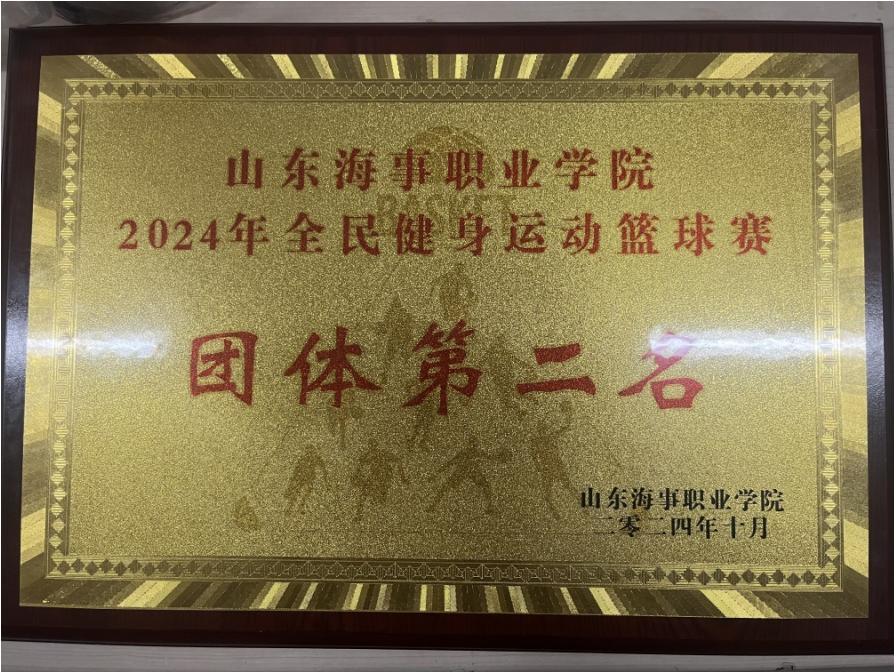 山东海事职业学院
BASKET
2024年全民健身运动篮球赛
团体第二名
山东海事职业学院
二零二四年十月